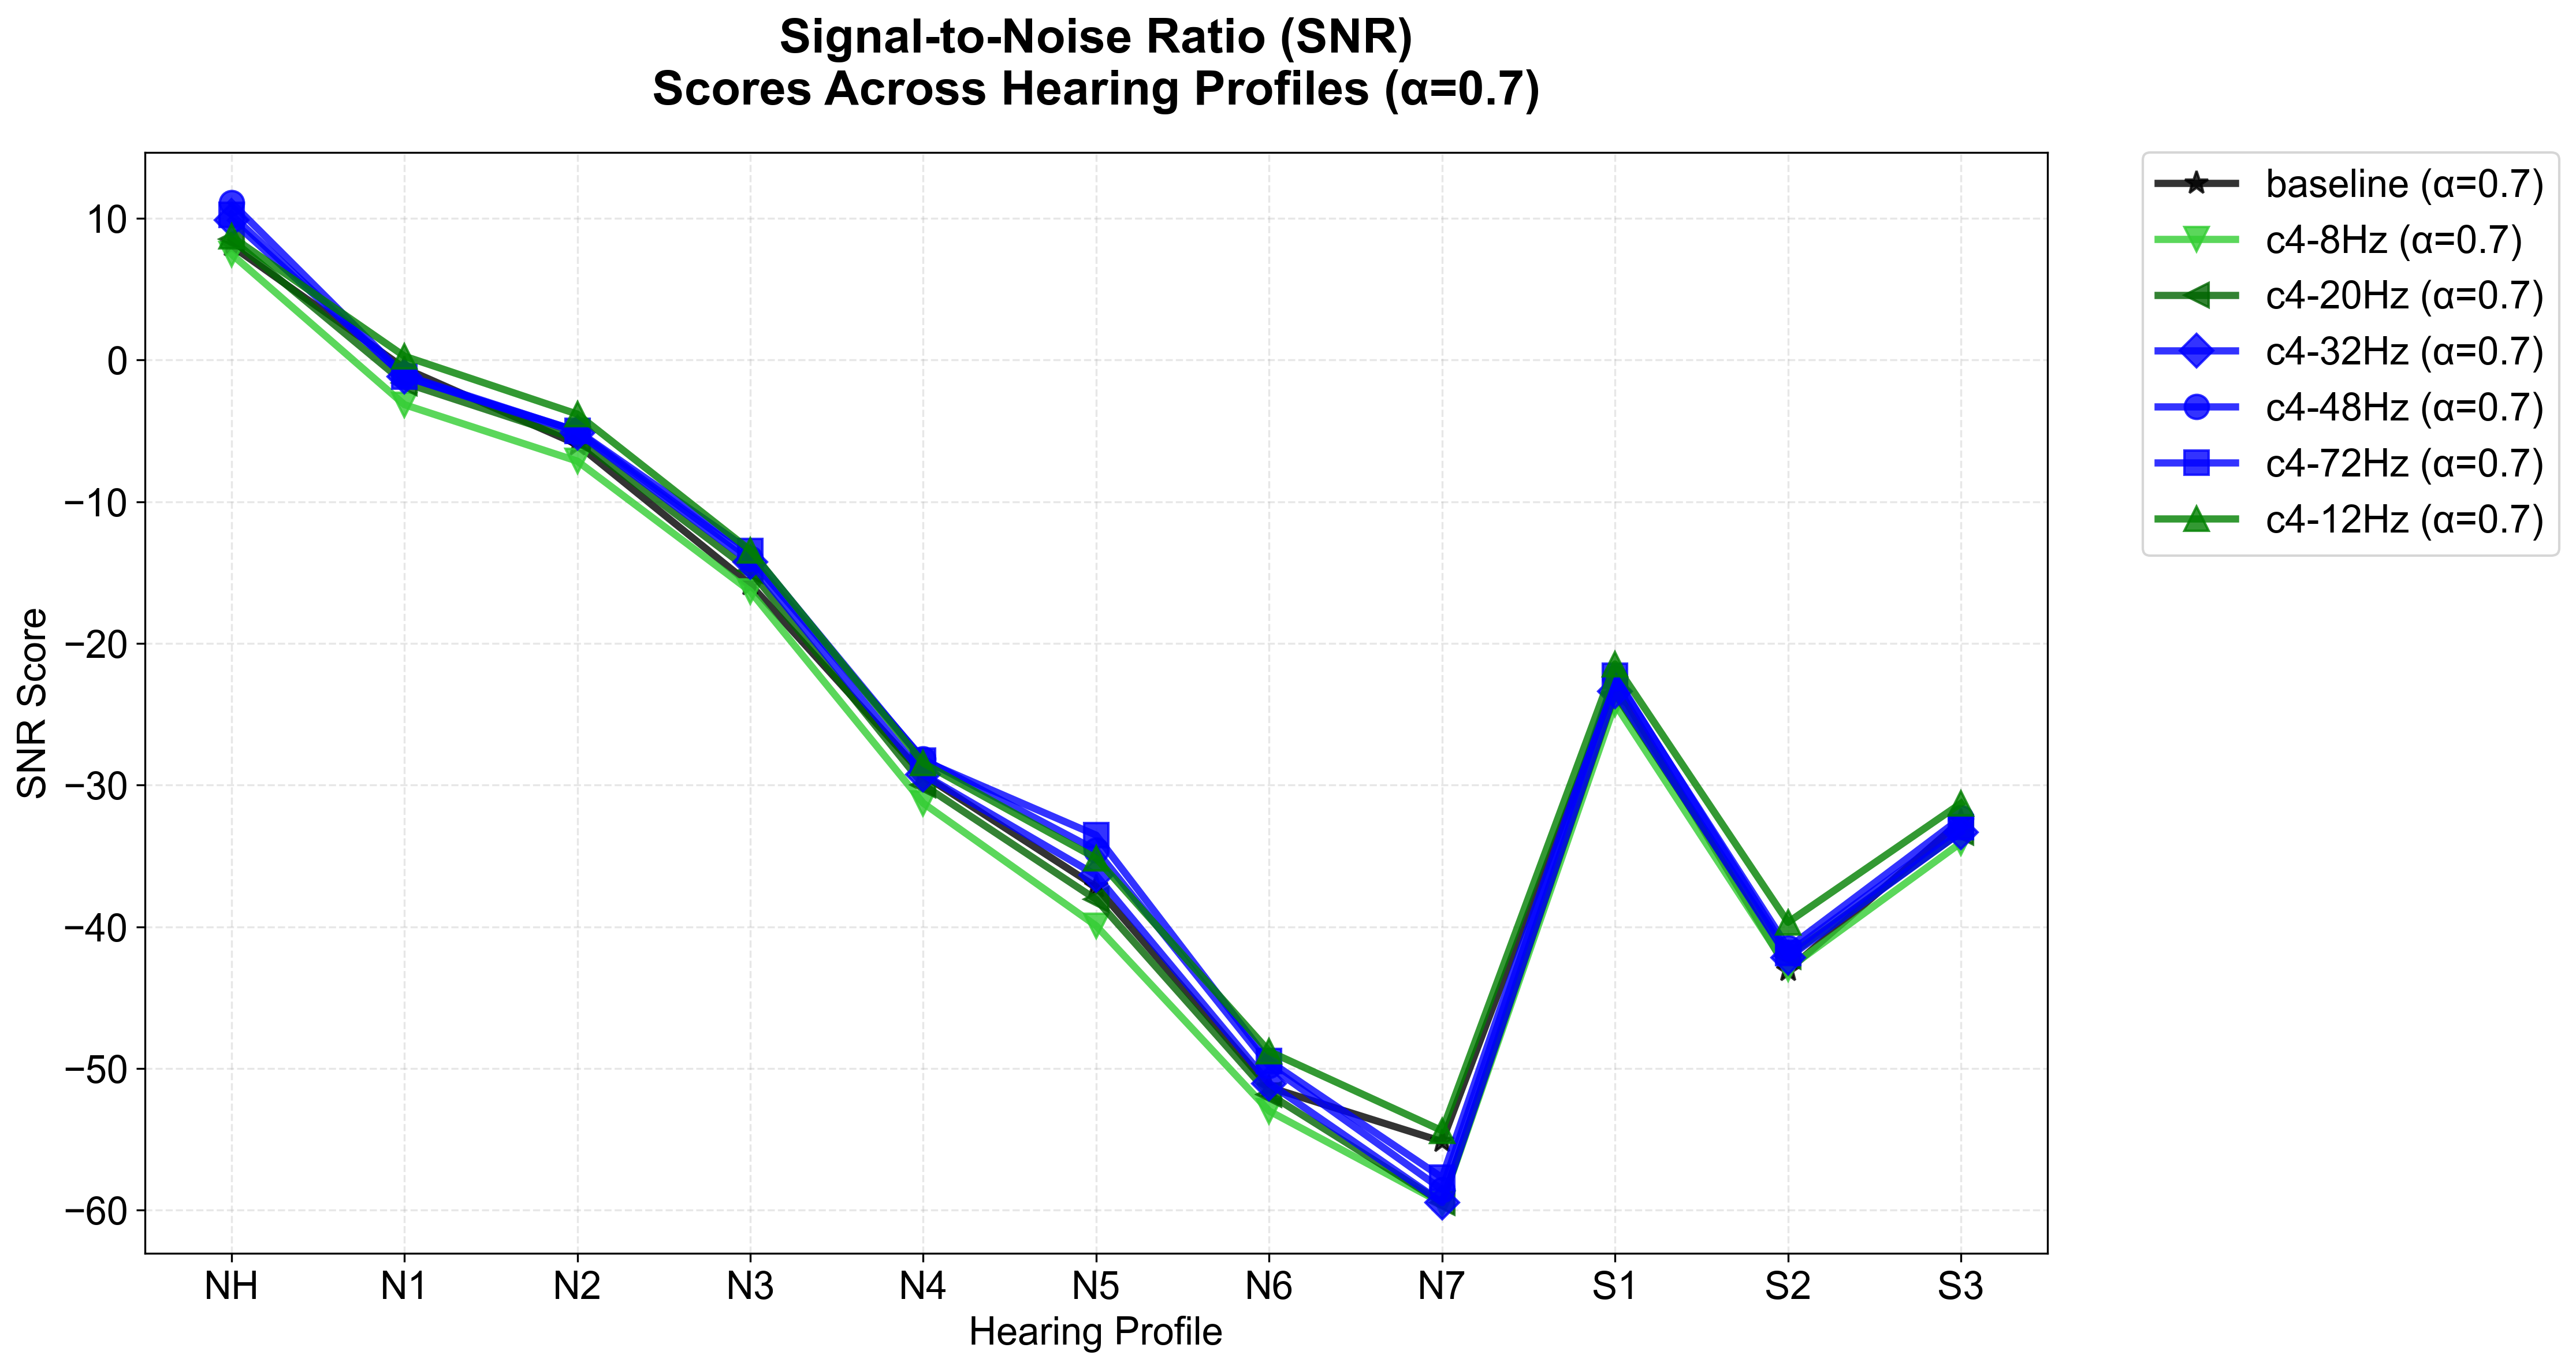 Signal-to-Noise Ratio (SNR)
Scores Across Hearing Profiles (α=0.7)
baseline (α=0.7)
c4-8Hz (α=0.7)
c4-20Hz (α=0.7)
c4-32Hz (α=0.7)
c4-48Hz (α=0.7)
c4-72Hz (α=0.7)
c4-12Hz (α=0.7)
SNR Score
10
0
−10
−20
−30
−40
−50
−60
NH N1 N2 N3 N4 N5 N6 N7 S1 S2 S3
Hearing Profile